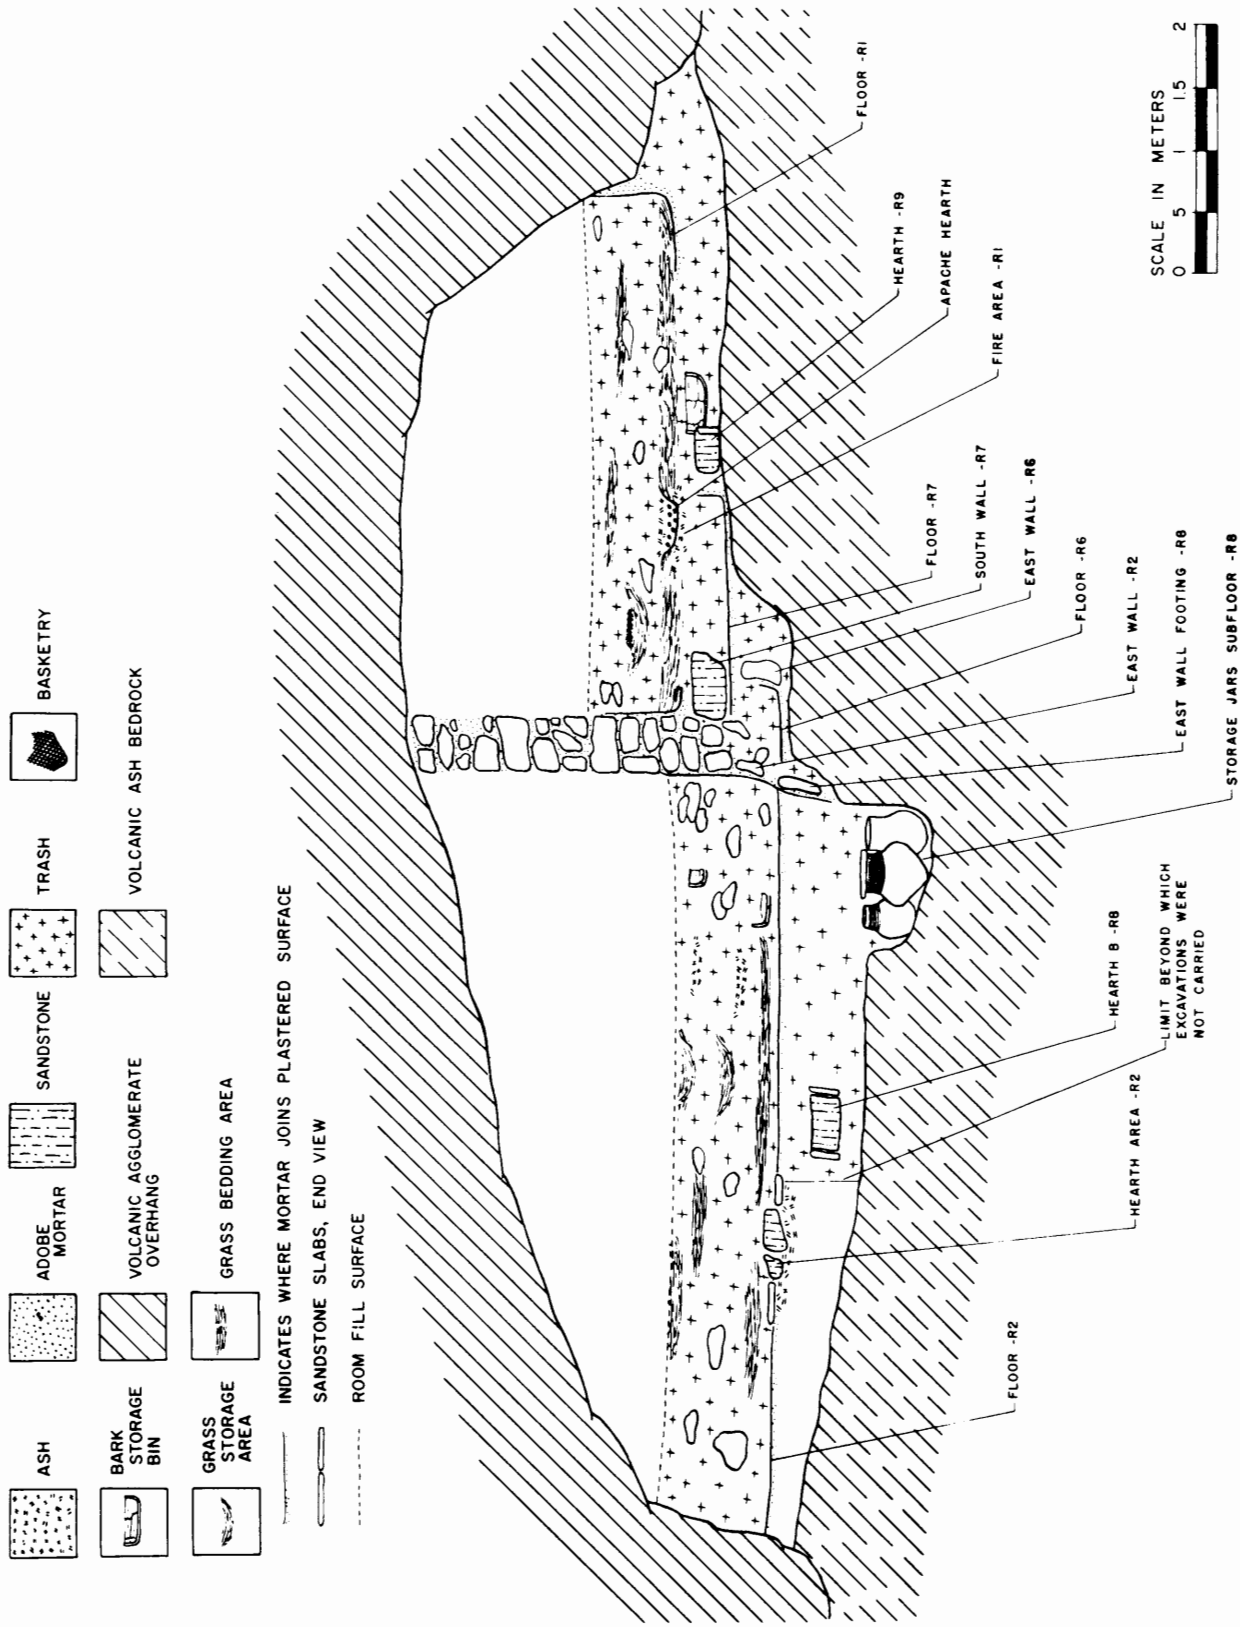 ASH
ADOBE
MORTAR
SANDSTONE
TRASH
BASKETRY
BARK
STORAGE
BIN
VOLCANIC AGGLOMERATE
OVERHANG
VOLCANIC ASH BEDROCK
GRASS
STORAGE
AREA
GRASS BEDDING AREA
INDICATES WHERE MORTAR JOINS PLASTERED SURFACE
SANDSTONE SLABS, END VIEW
ROOM FILL SURFACE
FLOOR -R2
HEARTH AREA -R2
LIMIT BEYOND WHICH
EXCAVATIONS WERE
NOT CARRIED
HEARTH B -R8
STORAGE JARS SUBFLOOR -R8
EAST WALL FOOTING -R8
EAST WALL -R2
FLOOR -R6
EAST WALL -R6
SOUTH WALL -R7
FLOOR -R7
FIRE AREA -R1
APACHE HEARTH
HEARTH -R9
FLOOR -R1
SCALE IN METERS
0 5 1 1.5 2